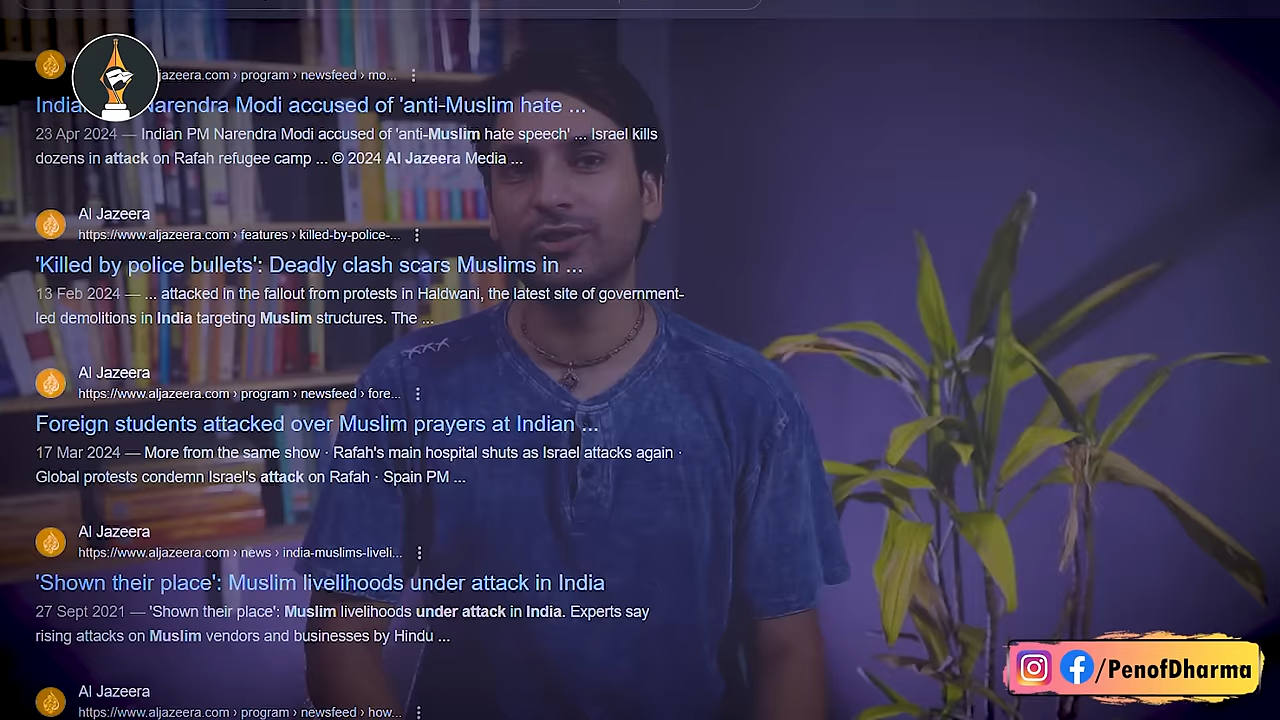 ajazeera.com › program › newsfeed › mo...
Narendra Modi accused of 'anti-Muslim hate ...
23 Apr 2024 — Indian PM Narendra Modi accused of 'anti-Muslim hate speech' ... Israel kills
dozens in attack on Rafah refugee camp ... © 2024 Al Jazeera Media ...
Al Jazeera
https://www.aljazeera.com › features › killed-by-police-...
'Killed by police bullets': Deadly clash scars Muslims in ...
13 Feb 2024 — ... attacked in the fallout from protests in Haldwani, the latest site of government-
led demolitions in India targeting Muslim structures. The ...
Al Jazeera
https://www.aljazeera.com › program › newsfeed › fore...
Foreign students attacked over Muslim prayers at Indian ...
17 Mar 2024 — More from the same show · Rafah's main hospital shuts as Israel attacks again ·
Global protests condemn Israel's attack on Rafah · Spain PM ...
Al Jazeera
https://www.aljazeera.com › news › india-muslims-liveli...
'Shown their place': Muslim livelihoods under attack in India
27 Sept 2021 — 'Shown their place': Muslim livelihoods under attack in India. Experts say
rising attacks on Muslim vendors and businesses by Hindu ...
Al Jazeera
https://www.aljazeera.com › program › newsfeed › how...
/PenofDharma